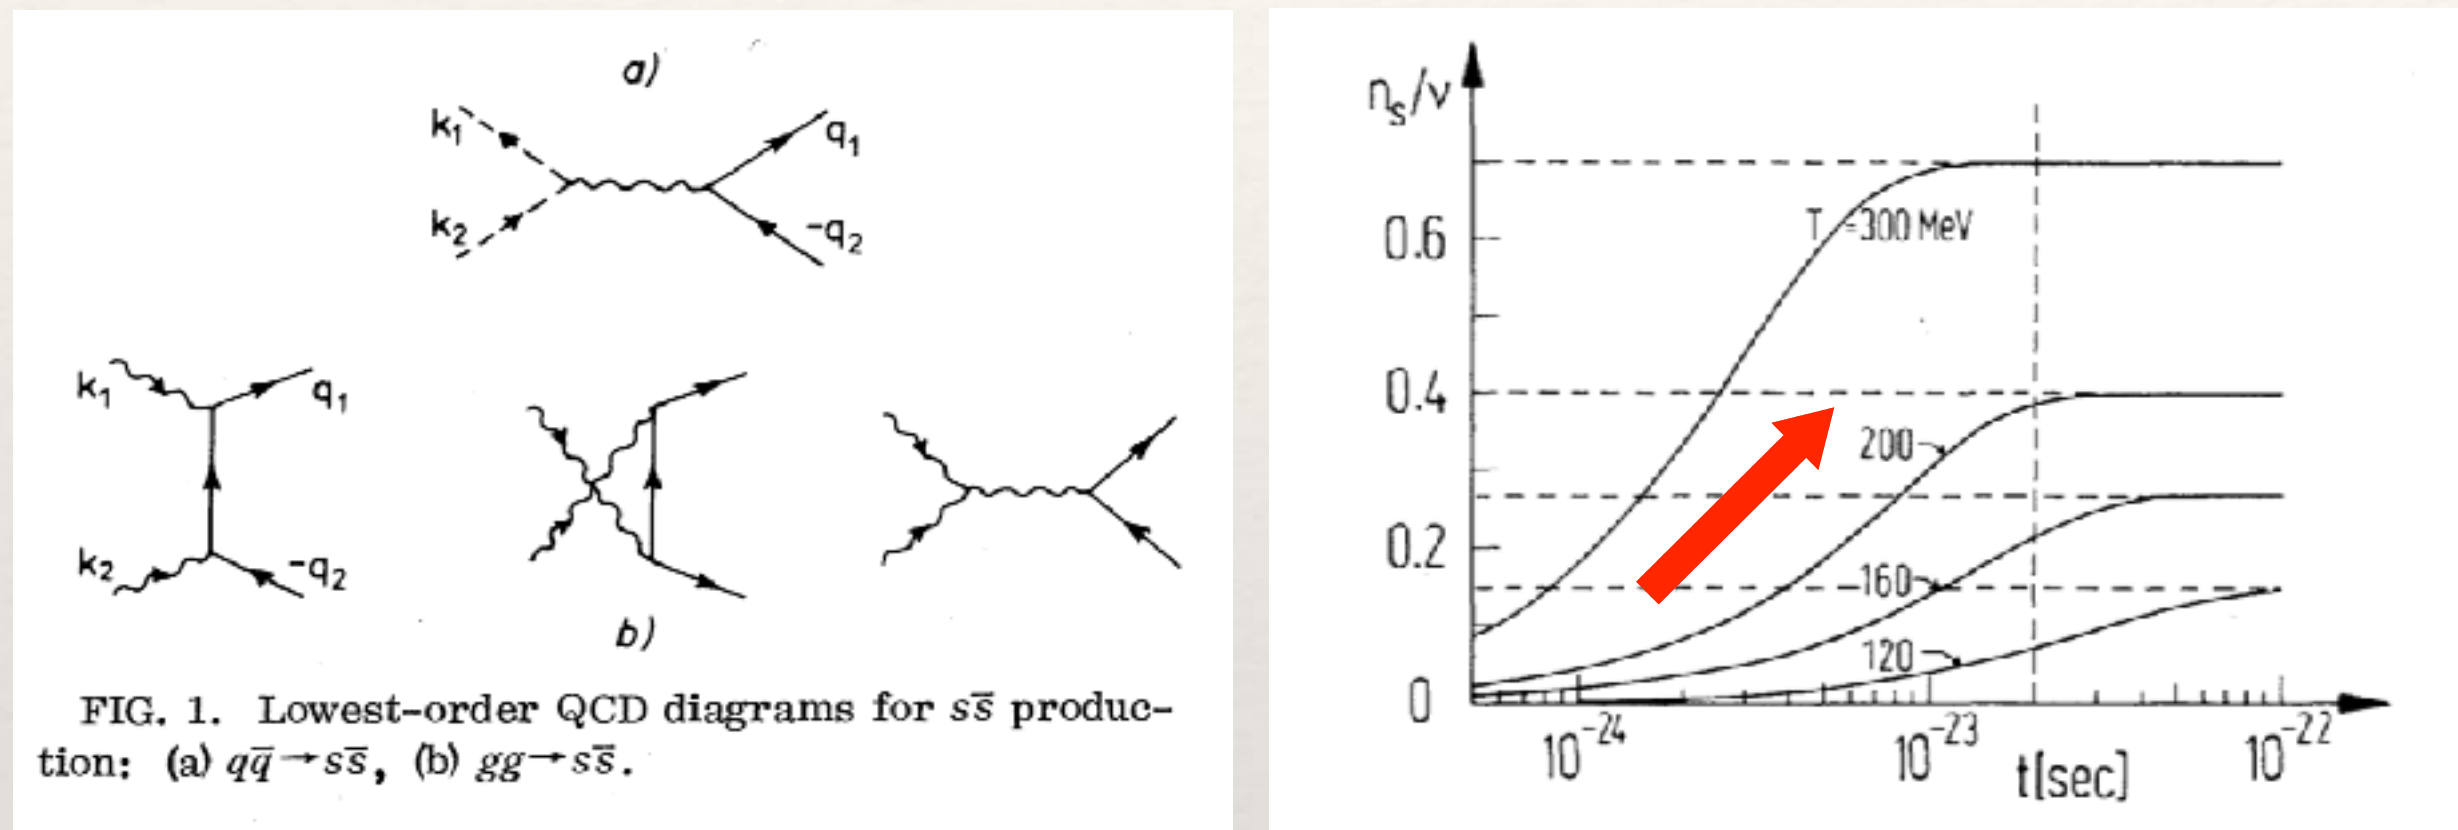 a)
k₁
q₁
k₂
-q₂
k₁
q₁
k₂
-q₂
b)
FIG. 1. Lowest-order QCD diagrams for ss̄ produc-
tion: (a) qq̄→ss̄, (b) gg→ss̄.
nₛ/ν
T =300 MeV
0.6
0.4
200
0.2
160
120
0
10⁻²⁴
10⁻²³
10⁻²²
t[sec]